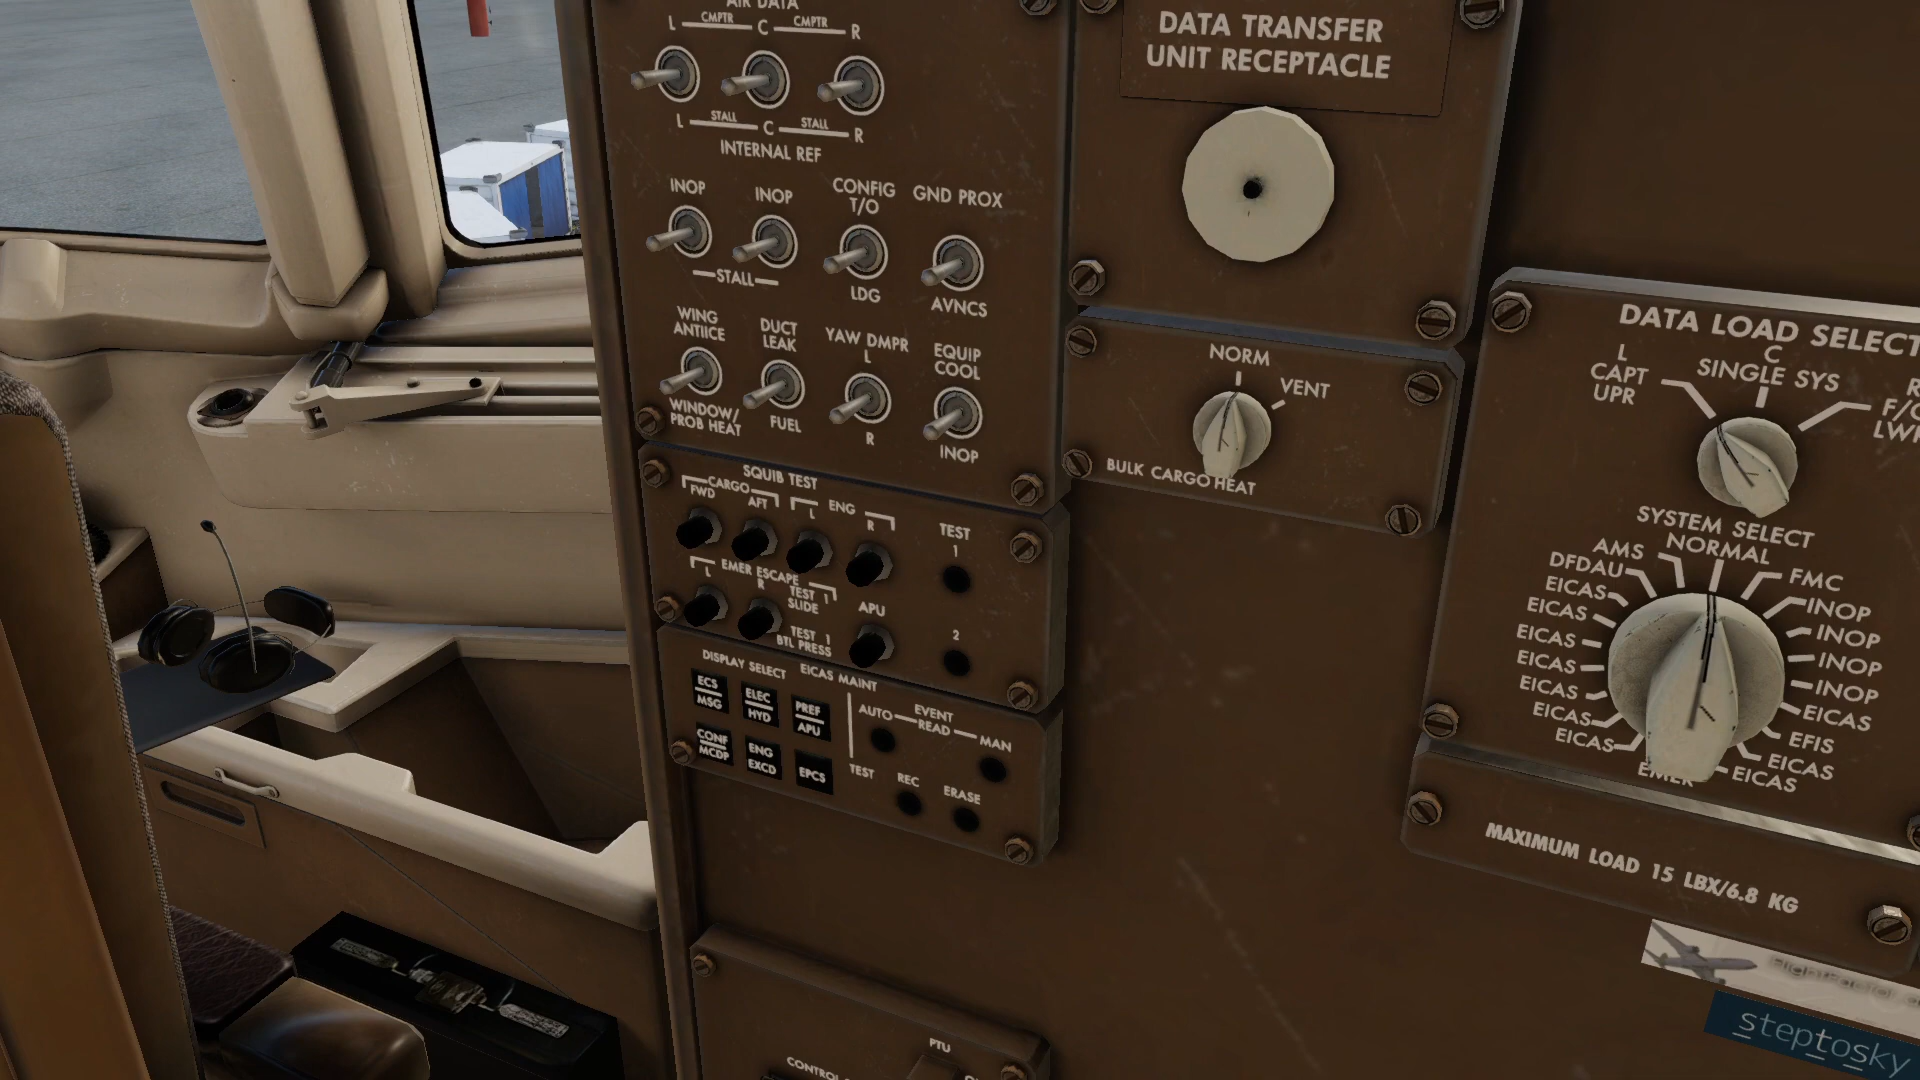 AIR DATA
L CMPTR C CMPTR R
L STALL C STALL R
INTERNAL REF
INOP
INOP
CONFIG
T/O
GND PROX
STALL
LDG
AVNCS
WING
ANTIICE
DUCT
LEAK
YAW DMPR
L
EQUIP
COOL
WINDOW/
PROB HEAT
FUEL
R
INOP
SQUIB TEST
CARGO
FWD
AFT
ENG
L
R
TEST
1
EMER ESCAPE
L
R
TEST 1
SLIDE
APU
TEST 1
BTL PRESS
2
DISPLAY SELECT
EICAS MAINT
ECS
MSG
ELEC
HYD
PREF
APU
CONF
MCDP
ENG
EXCD
EPCS
EVENT
AUTO READ MAN
TEST
REC
ERASE
PTU
DATA TRANSFER
UNIT RECEPTACLE
NORM
VENT
BULK CARGO HEAT
DATA LOAD SELECT
L
CAPT
UPR
C
SINGLE SYS
R
SYSTEM SELECT
NORMAL
AMS
DFDAU
EICAS
EICAS
EICAS
EICAS
EICAS
EICAS
EICAS
EMER
FMC
INOP
INOP
INOP
INOP
EICAS
EFIS
EICAS
EICAS
MAXIMUM LOAD 15 LBX/6.8 KG
steptosky